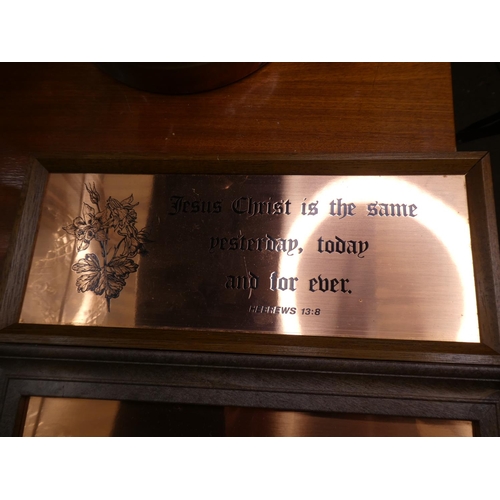 Jesus Christ is the same
yesterday, today
and for ever.
HEBREWS 13:8